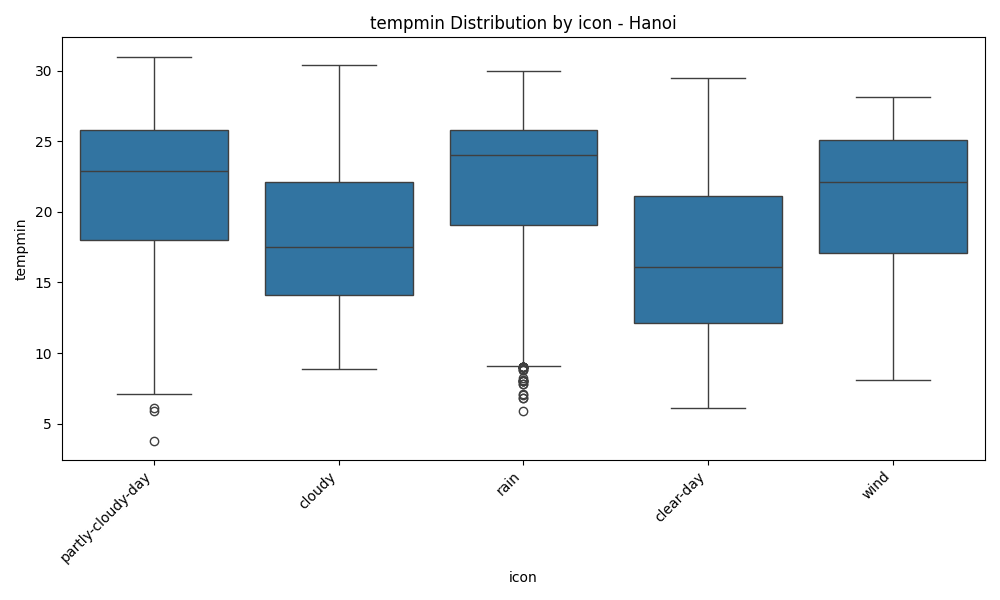 tempmin Distribution by icon - Hanoi
tempmin
30
25
20
15
10
5
partly-cloudy-day
cloudy
rain
clear-day
wind
icon